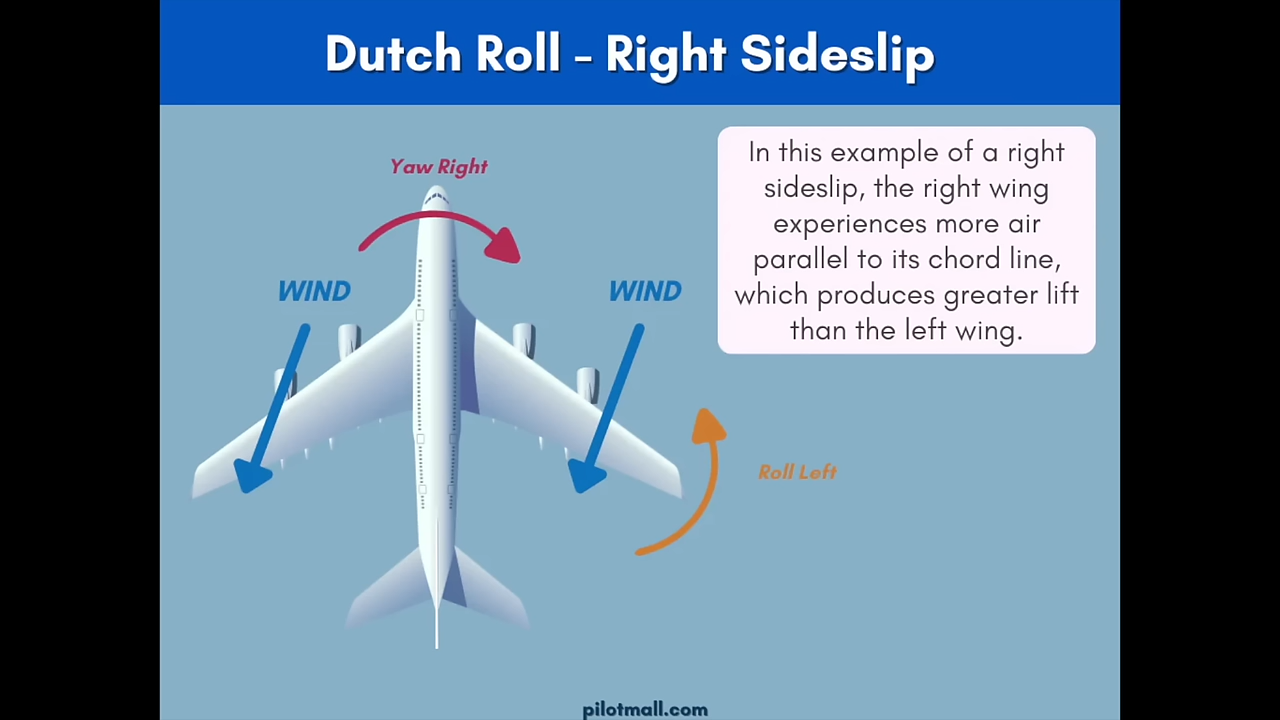 Dutch Roll - Right Sideslip
Yaw Right
WIND
WIND
In this example of a right
sideslip, the right wing
experiences more air
parallel to its chord line,
which produces greater lift
than the left wing.
Roll Left
pilotmall.com